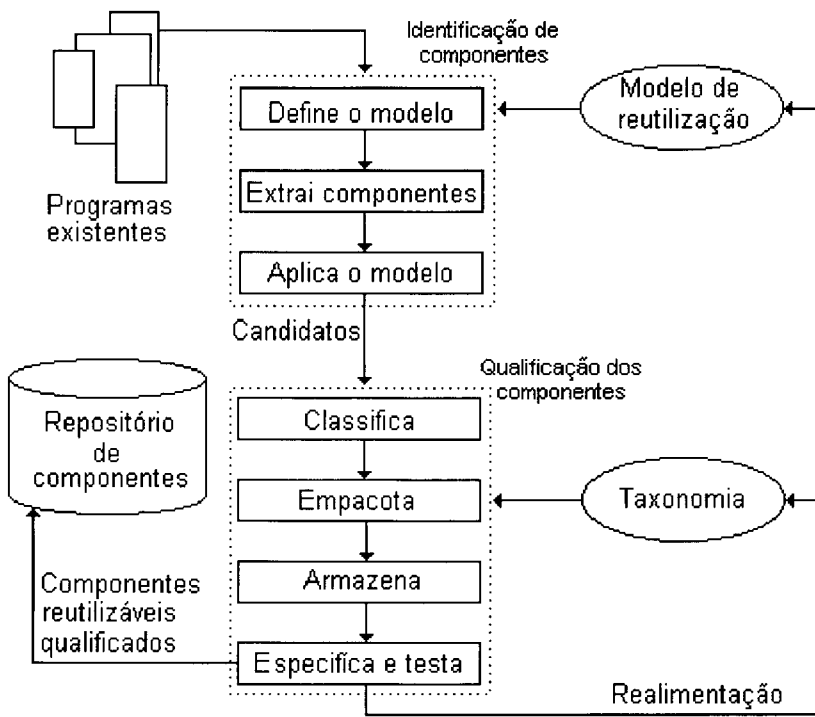 Identificação de
componentes
Programas
existentes
Define o modelo
Extrai componentes
Aplica o modelo
Modelo de
reutilização
Candidatos
Qualificação dos
componentes
Repositório
de
componentes
Classifica
Empacota
Armazena
Especifica e testa
Taxonomia
Componentes
reutilizáveis
qualificados
Realimentação